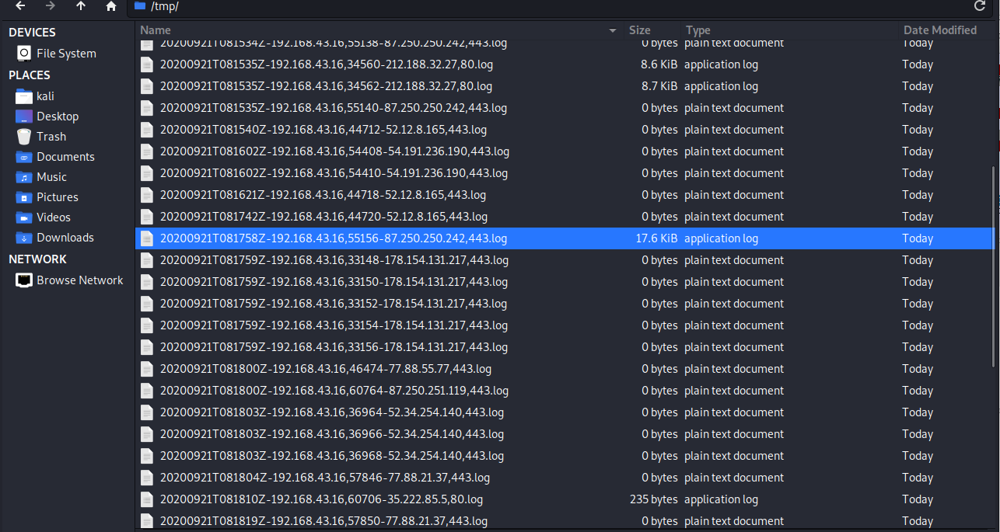 /tmp/
DEVICES
File System
PLACES
kali
Desktop
Trash
Documents
Music
Pictures
Videos
Downloads
NETWORK
Browse Network
Name Size Type Date Modified
20200921T081534Z-192.168.43.16,55138-87.250.250.242,443.log 0 bytes plain text document Today
20200921T081535Z-192.168.43.16,34560-212.188.32.27,80.log 8.6 KiB application log Today
20200921T081535Z-192.168.43.16,34562-212.188.32.27,80.log 8.7 KiB application log Today
20200921T081535Z-192.168.43.16,55140-87.250.250.242,443.log 0 bytes plain text document Today
20200921T081540Z-192.168.43.16,44712-52.12.8.165,443.log 0 bytes plain text document Today
20200921T081602Z-192.168.43.16,54408-54.191.236.190,443.log 0 bytes plain text document Today
20200921T081602Z-192.168.43.16,54410-54.191.236.190,443.log 0 bytes plain text document Today
20200921T081621Z-192.168.43.16,44718-52.12.8.165,443.log 0 bytes plain text document Today
20200921T081742Z-192.168.43.16,44720-52.12.8.165,443.log 0 bytes plain text document Today
20200921T081758Z-192.168.43.16,55156-87.250.250.242,443.log 17.6 KiB application log Today
20200921T081759Z-192.168.43.16,33148-178.154.131.217,443.log 0 bytes plain text document Today
20200921T081759Z-192.168.43.16,33150-178.154.131.217,443.log 0 bytes plain text document Today
20200921T081759Z-192.168.43.16,33152-178.154.131.217,443.log 0 bytes plain text document Today
20200921T081759Z-192.168.43.16,33154-178.154.131.217,443.log 0 bytes plain text document Today
20200921T081759Z-192.168.43.16,33156-178.154.131.217,443.log 0 bytes plain text document Today
20200921T081800Z-192.168.43.16,46474-77.88.55.77,443.log 0 bytes plain text document Today
20200921T081800Z-192.168.43.16,60764-87.250.251.119,443.log 0 bytes plain text document Today
20200921T081803Z-192.168.43.16,36964-52.34.254.140,443.log 0 bytes plain text document Today
20200921T081803Z-192.168.43.16,36966-52.34.254.140,443.log 0 bytes plain text document Today
20200921T081803Z-192.168.43.16,36968-52.34.254.140,443.log 0 bytes plain text document Today
20200921T081804Z-192.168.43.16,57846-77.88.21.37,443.log 0 bytes plain text document Today
20200921T081810Z-192.168.43.16,60706-35.222.85.5,80.log 235 bytes application log Today
20200921T081819Z-192.168.43.16,57850-77.88.21.37,443.log 0 bytes plain text document Today